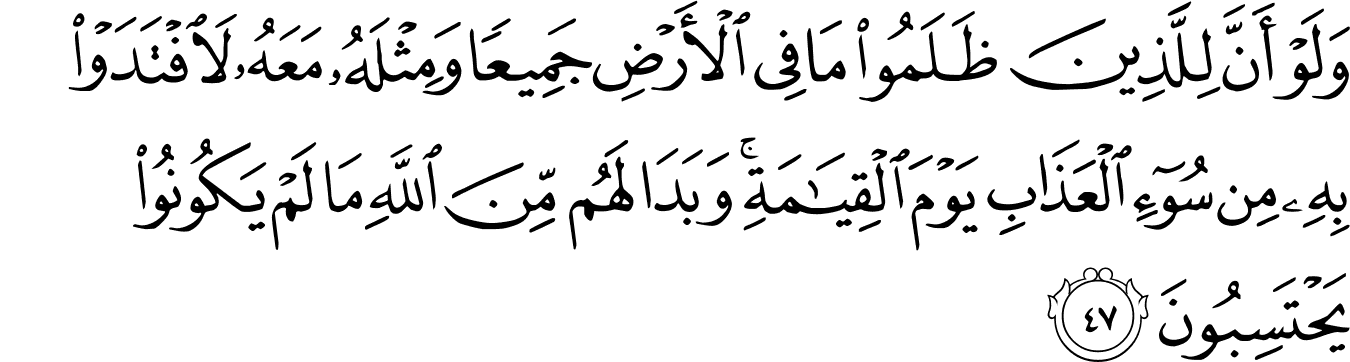 وَلَوْ أَنَّ لِلَّذِينَ ظَلَمُوا۟ مَا فِى ٱلْأَرْضِ جَمِيعًا وَمِثْلَهُۥ مَعَهُۥ لَٱفْتَدَوْا۟
بِهِۦ مِن سُوٓءِ ٱلْعَذَابِ يَوْمَ ٱلْقِيَـٰمَةِ ۚ وَبَدَا لَهُم مِّنَ ٱللَّهِ مَا لَمْ يَكُونُوا۟
يَحْتَسِبُونَ ٤٧